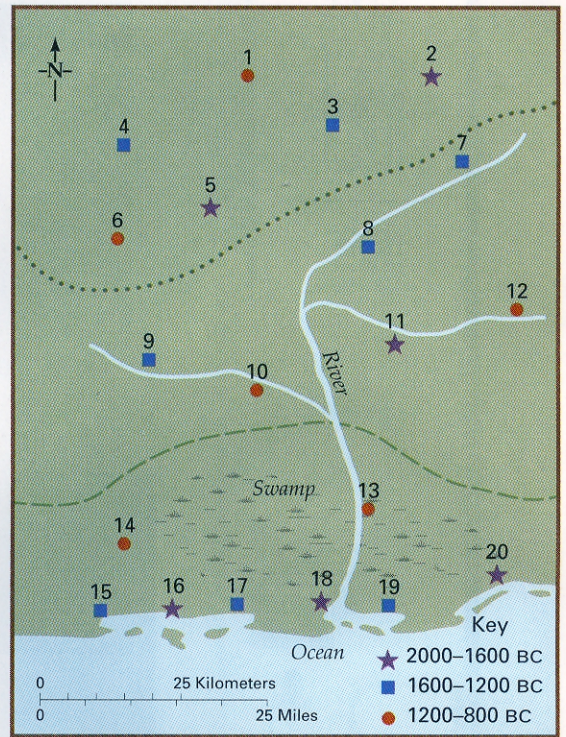 1
2
-N-
3
4
7
5
6
8
12
11
9
River
10
Swamp
13
14
20
15
16
17
18
19
Key
Ocean
2000–1600 BC
0
25 Kilometers
1600–1200 BC
0
25 Miles
1200–800 BC